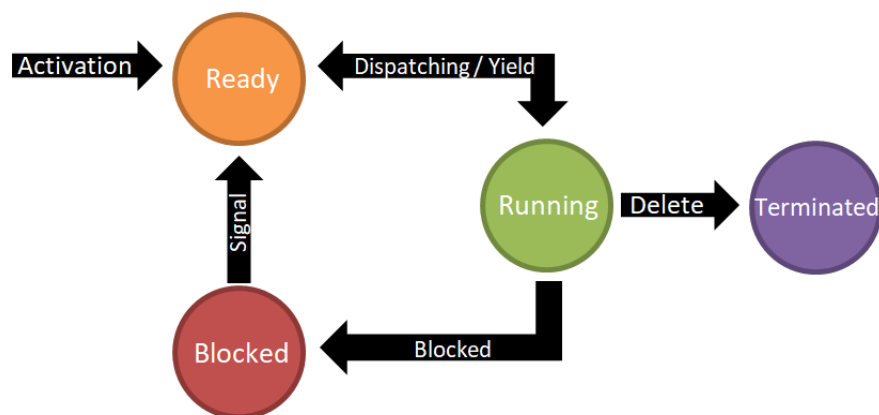 Activation
Ready
Dispatching / Yield
Running
Delete
Terminated
Signal
Blocked
Blocked